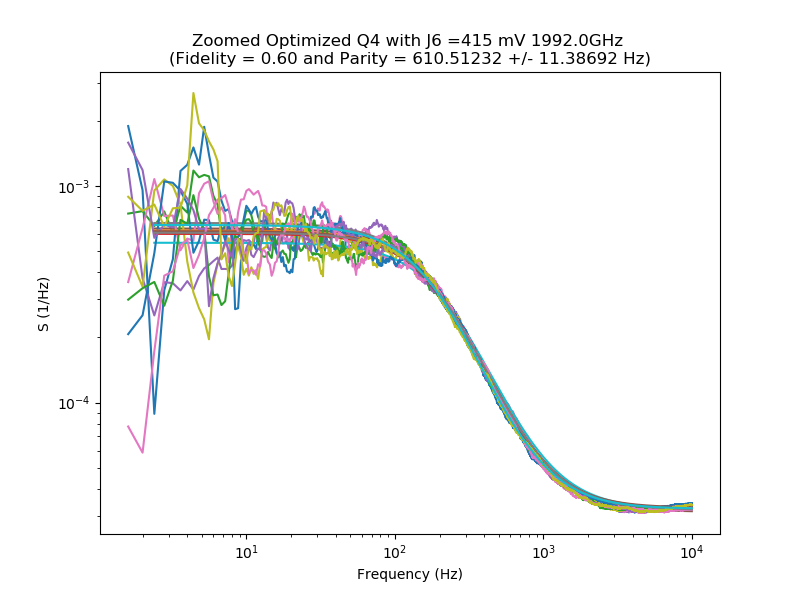 Zoomed Optimized Q4 with J6 =415 mV 1992.0GHz
(Fidelity = 0.60 and Parity = 610.51232 +/- 11.38692 Hz)
10⁻³
S (1/Hz)
10⁻⁴
10¹ 10² 10³ 10⁴
Frequency (Hz)